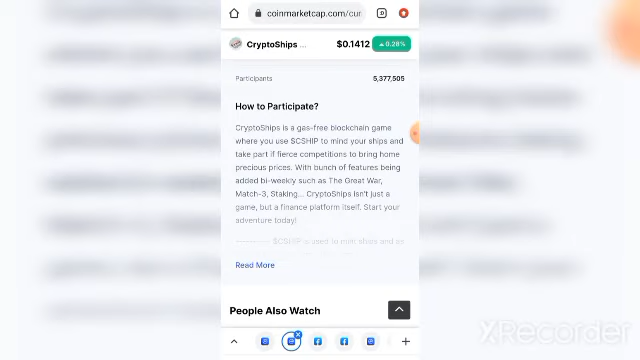 coinmarketcap.com/cur
CryptoShips ... $0.1412 0.28%
Participants 5,377,505
How to Participate?
CryptoShips is a gas-free blockchain game
where you use $CSHIP to mind your ships and
take part if fierce competitions to bring home
precious prices. With bunch of features being
added bi-weekly such as The Great War,
Match-3, Staking... CryptoShips isn't just a
game, but a finance platform itself. Start your
adventure today!
---------- $CSHIP is used to mint ships and as
Read More
People Also Watch
XRecorder